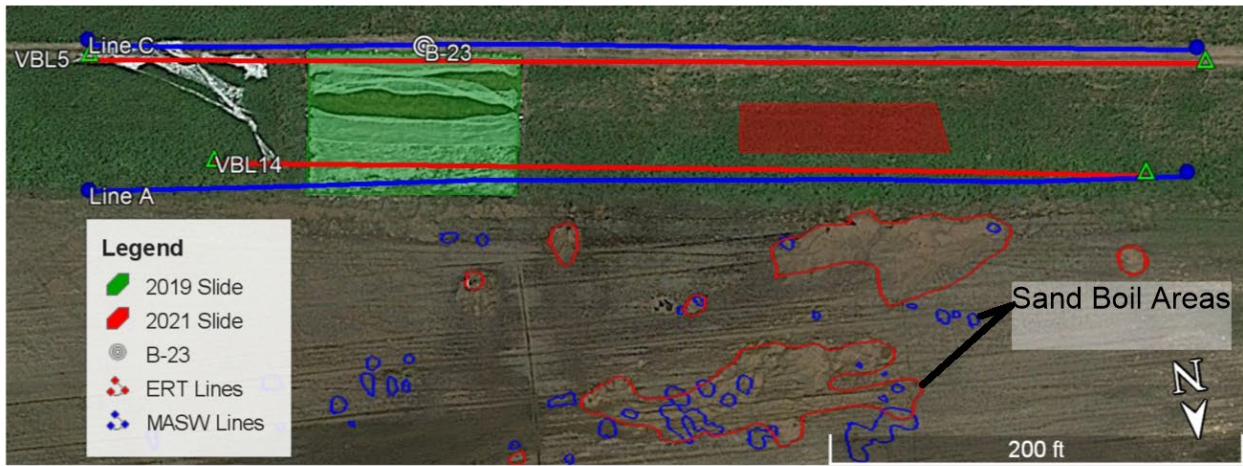 Line C
B-23
VBL5
VBL14
Line A
Legend
2019 Slide
2021 Slide
B-23
ERT Lines
MASW Lines
Sand Boil Areas
N
200 ft